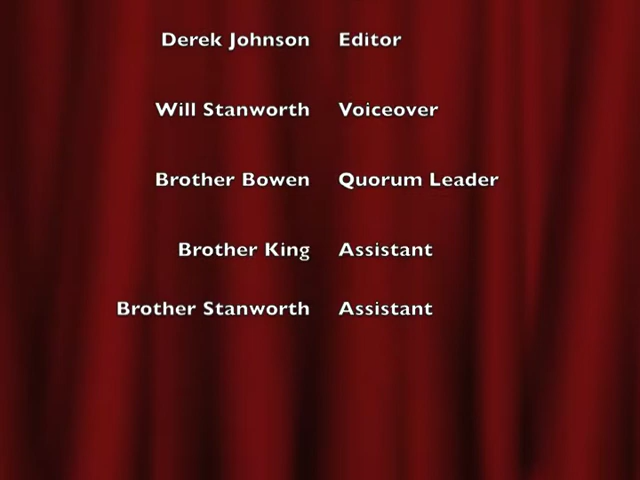 Derek Johnson Editor
Will Stanworth Voiceover
Brother Bowen Quorum Leader
Brother King Assistant
Brother Stanworth Assistant